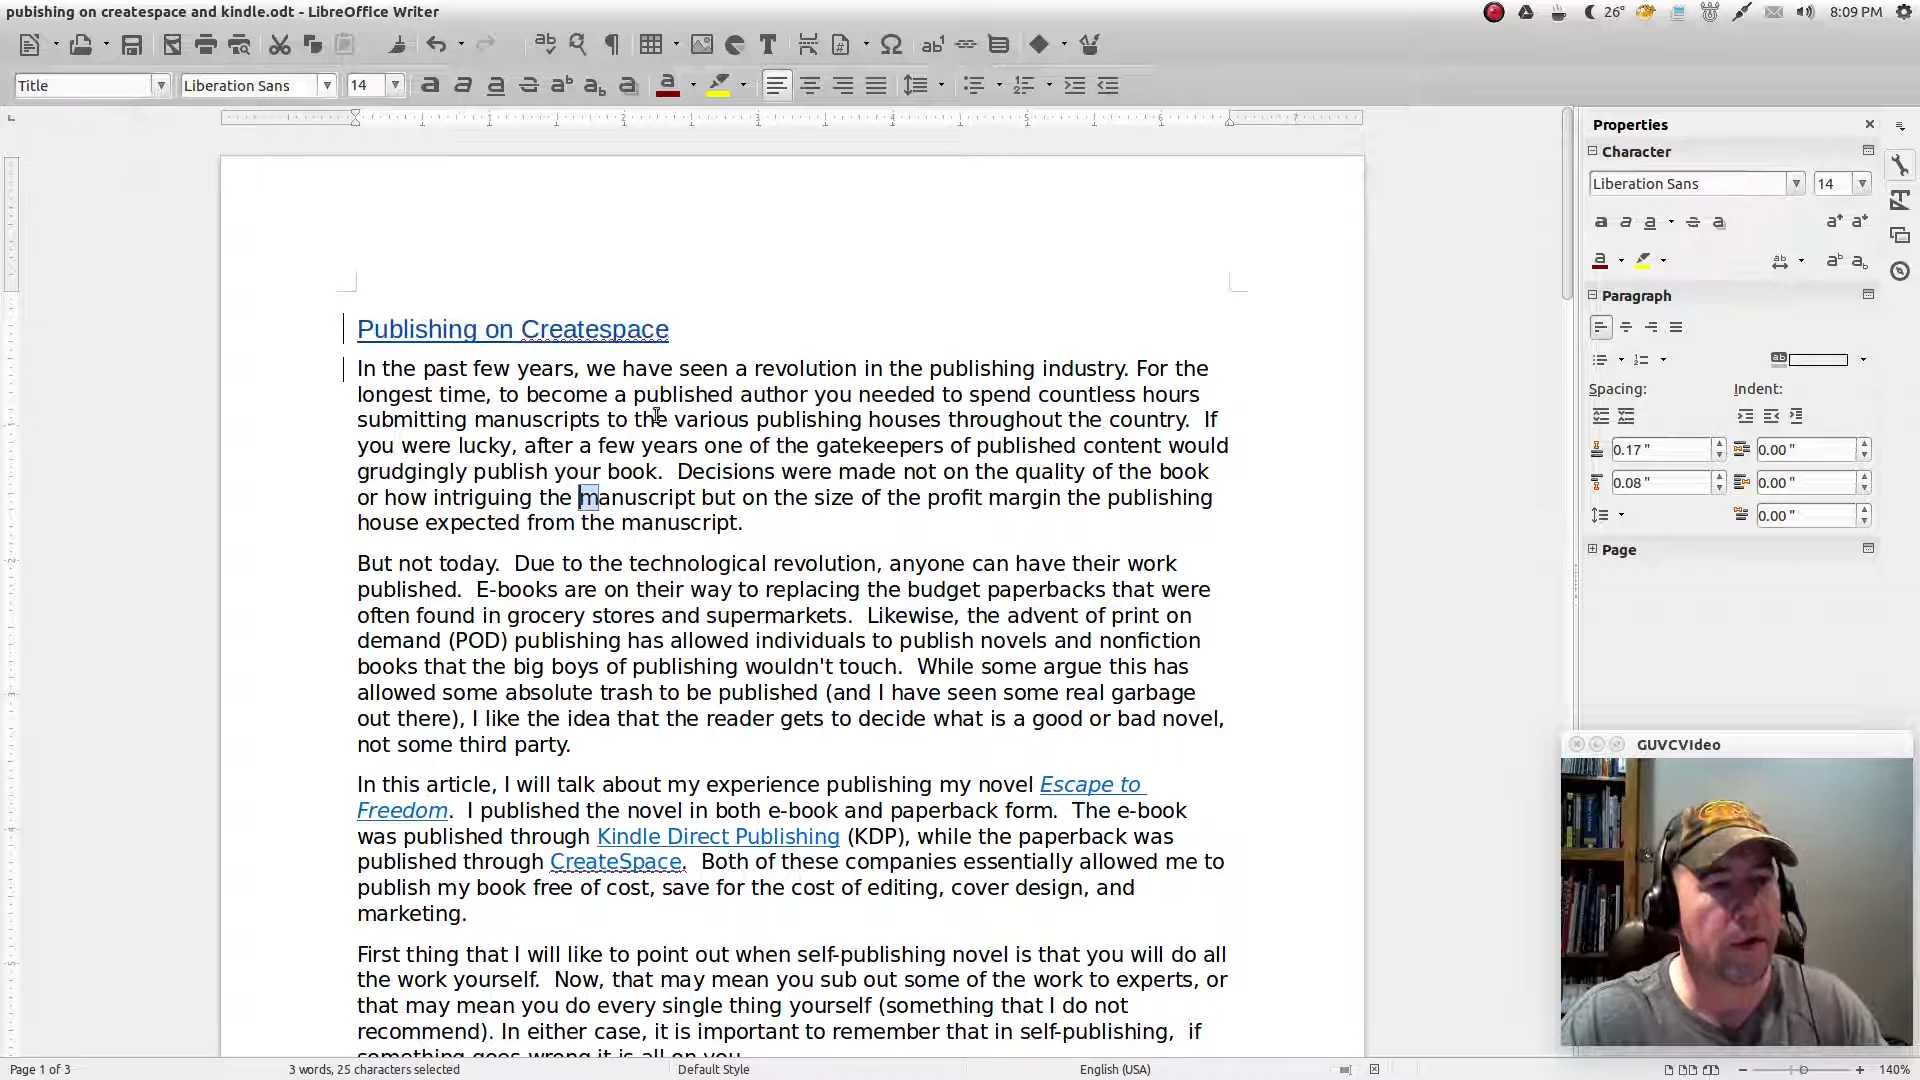 pubishing on createspace and kindle.odt - LibreOffice Writer
26° 8:09 PM
Title Liberation Sans 14
Properties
Character
Liberation Sans 14
Paragraph
Spacing: Indent:
0.17 " 0.00 "
0.08 " 0.00 "
0.00 "
Page
Publishing on Createspace
In the past few years, we have seen a revolution in the publishing industry. For the
longest time, to become a published author you needed to spend countless hours
submitting manuscripts to the various publishing houses throughout the country.  If
you were lucky, after a few years one of the gatekeepers of published content would
grudgingly publish your book.  Decisions were made not on the quality of the book
or how intriguing the manuscript but on the size of the profit margin the publishing
house expected from the manuscript.
But not today.  Due to the technological revolution, anyone can have their work
published.  E-books are on their way to replacing the budget paperbacks that were
often found in grocery stores and supermarkets.  Likewise, the advent of print on
demand (POD) publishing has allowed individuals to publish novels and nonfiction
books that the big boys of publishing wouldn't touch.  While some argue this has
allowed some absolute trash to be published (and I have seen some real garbage
out there), I like the idea that the reader gets to decide what is a good or bad novel,
not some third party.
In this article, I will talk about my experience publishing my novel Escape to
Freedom.  I published the novel in both e-book and paperback form.  The e-book
was published through Kindle Direct Publishing (KDP), while the paperback was
published through CreateSpace.  Both of these companies essentially allowed me to
publish my book free of cost, save for the cost of editing, cover design, and
marketing.
First thing that I will like to point out when self-publishing novel is that you will do all
the work yourself.  Now, that may mean you sub out some of the work to experts, or
that may mean you do every single thing yourself (something that I do not
recommend). In either case, it is important to remember that in self-publishing,  if
something goes wrong it is all on you
GUVCVIdeo
Page 1 of 3 3 words, 25 characters selected Default Style English (USA) 140%